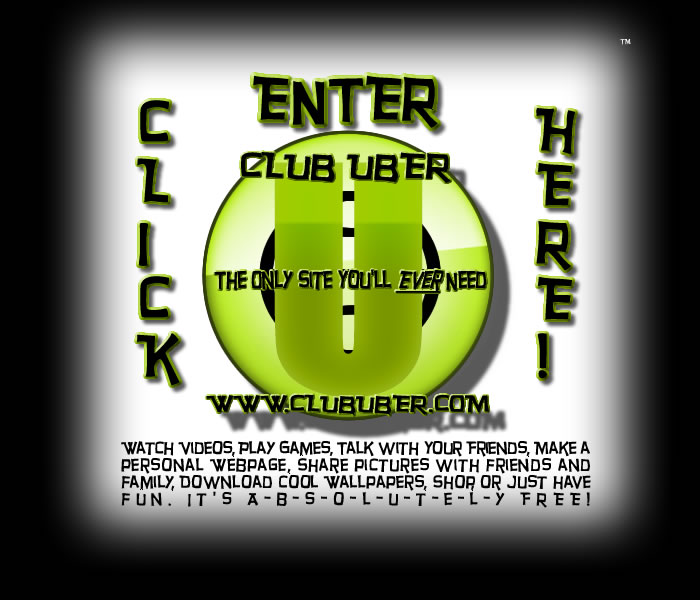 ™
ENTER
CLICK
HERE!
CLUB UBER
U
THE ONLY SITE YOU'LL EVER NEED
WWW.CLUBUBER.COM
WATCH VIDEOS, PLAY GAMES, TALK WITH YOUR FRIENDS, MAKE A
PERSONAL WEBPAGE, SHARE PICTURES WITH FRIENDS AND
FAMILY, DOWNLOAD COOL WALLPAPERS, SHOP, OR JUST HAVE
FUN. IT'S A-B-S-O-L-U-T-E-L-Y FREE!